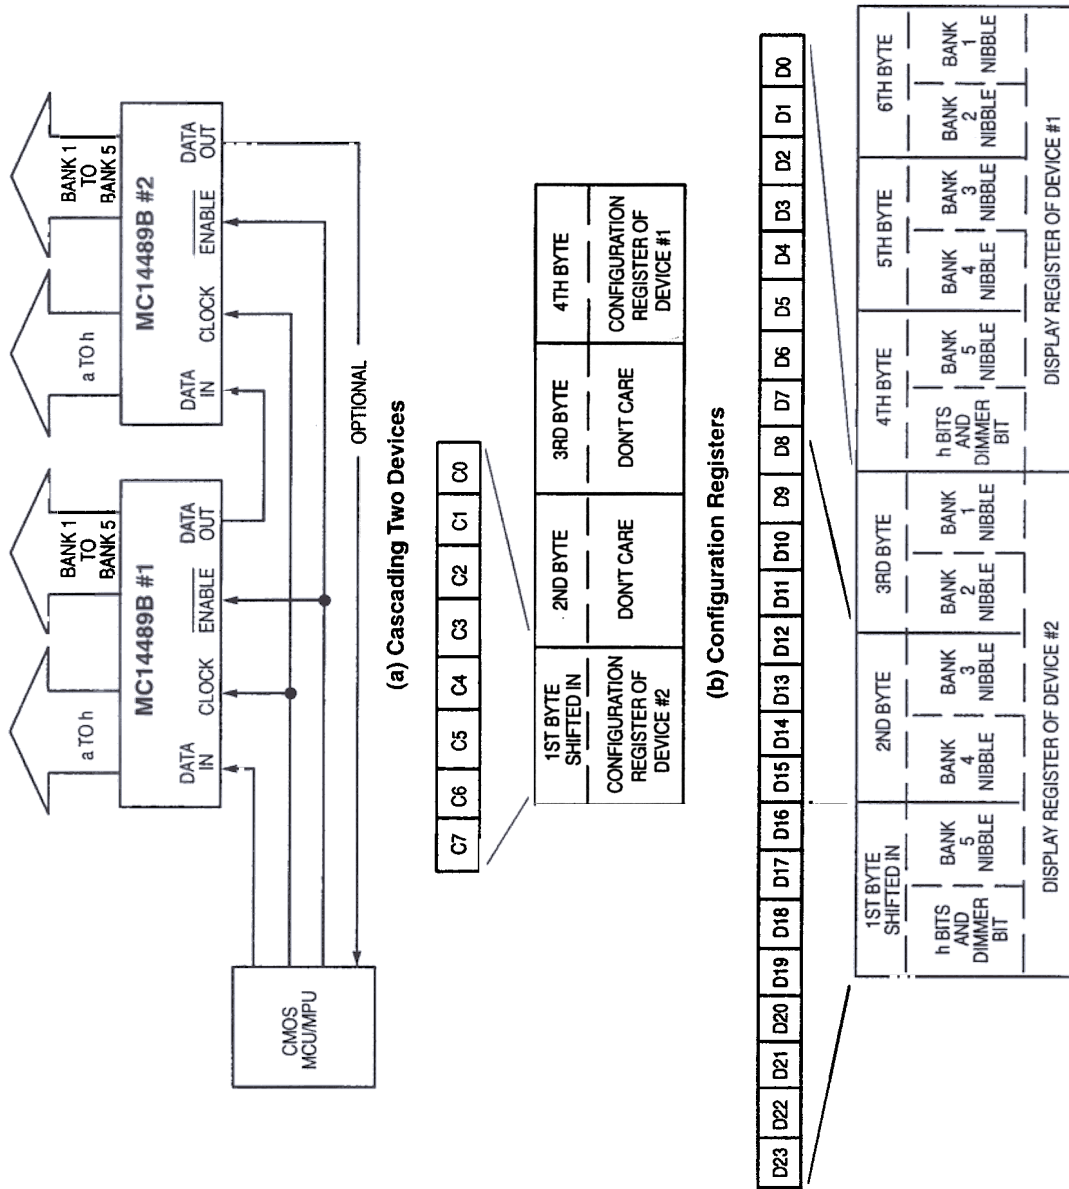 BANK 1
TO
BANK 5
a TO h
MC14489B #1
DATA
IN
CLOCK
ENABLE
DATA
OUT
BANK 1
TO
BANK 5
a TO h
MC14489B #2
DATA
IN
CLOCK
ENABLE
DATA
OUT
CMOS
MCU/MPU
OPTIONAL
(a) Cascading Two Devices
C7 C6 C5 C4 C3 C2 C1 C0
1ST BYTE
SHIFTED IN
2ND BYTE
3RD BYTE
4TH BYTE
CONFIGURATION
REGISTER OF
DEVICE #2
DON'T CARE
DON'T CARE
CONFIGURATION
REGISTER OF
DEVICE #1
(b) Configuration Registers
D23 D22 D21 D20 D19 D18 D17 D16 D15 D14 D13 D12 D11 D10 D9 D8 D7 D6 D5 D4 D3 D2 D1 D0
1ST BYTE
SHIFTED IN
2ND BYTE
3RD BYTE
4TH BYTE
5TH BYTE
6TH BYTE
h BITS
AND
DIMMER
BIT
BANK
5
NIBBLE
BANK
4
NIBBLE
BANK
3
NIBBLE
BANK
2
NIBBLE
BANK
1
NIBBLE
h BITS
AND
DIMMER
BIT
BANK
5
NIBBLE
BANK
4
NIBBLE
BANK
3
NIBBLE
BANK
2
NIBBLE
BANK
1
NIBBLE
DISPLAY REGISTER OF DEVICE #2
DISPLAY REGISTER OF DEVICE #1